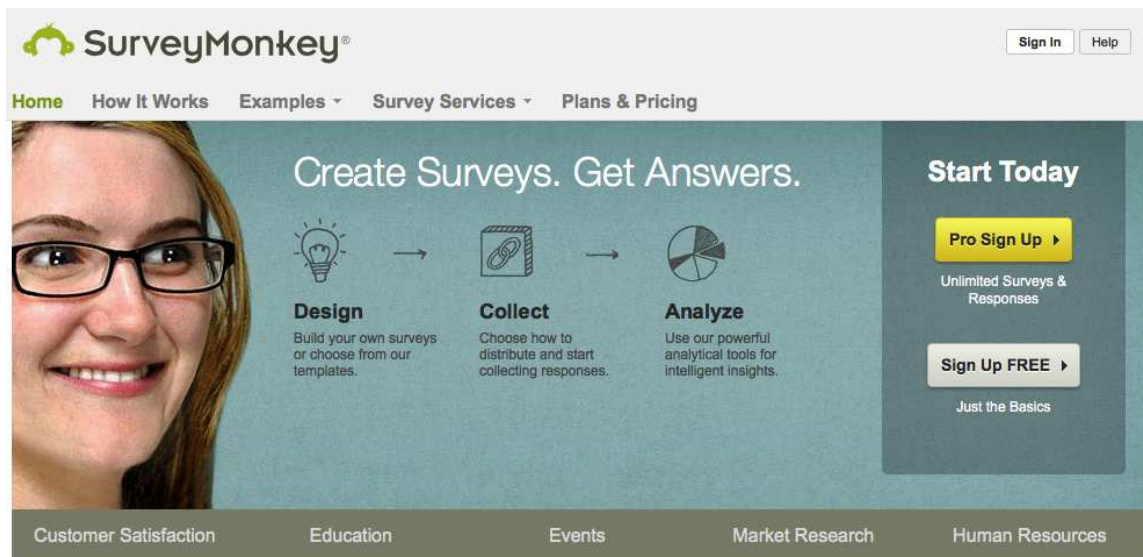 SurveyMonkey®
Sign In
Help
Home
How It Works
Examples
Survey Services
Plans & Pricing
Create Surveys. Get Answers.
Design
Build your own surveys
or choose from our
templates.
Collect
Choose how to
distribute and start
collecting responses.
Analyze
Use our powerful
analytical tools for
intelligent insights.
Start Today
Pro Sign Up
Unlimited Surveys &
Responses
Sign Up FREE
Just the Basics
Customer Satisfaction
Education
Events
Market Research
Human Resources